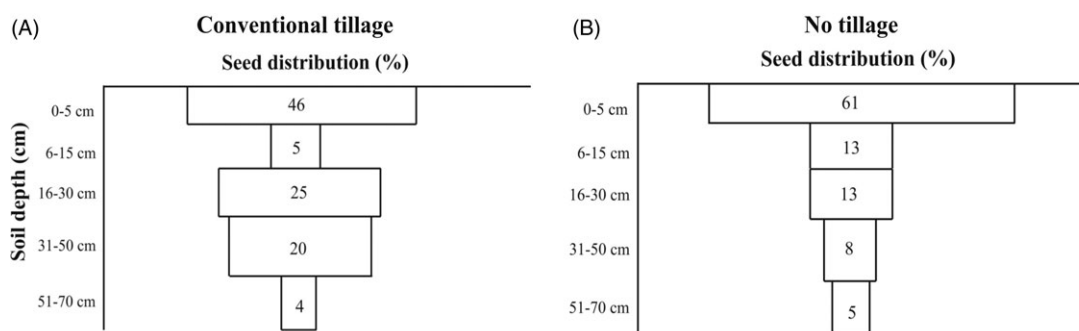 (A)
Conventional tillage
Seed distribution (%)
Soil depth (cm)
0-5 cm
46
6-15 cm
5
16-30 cm
25
31-50 cm
20
51-70 cm
4
(B)
No tillage
Seed distribution (%)
0-5 cm
61
6-15 cm
13
16-30 cm
13
31-50 cm
8
51-70 cm
5